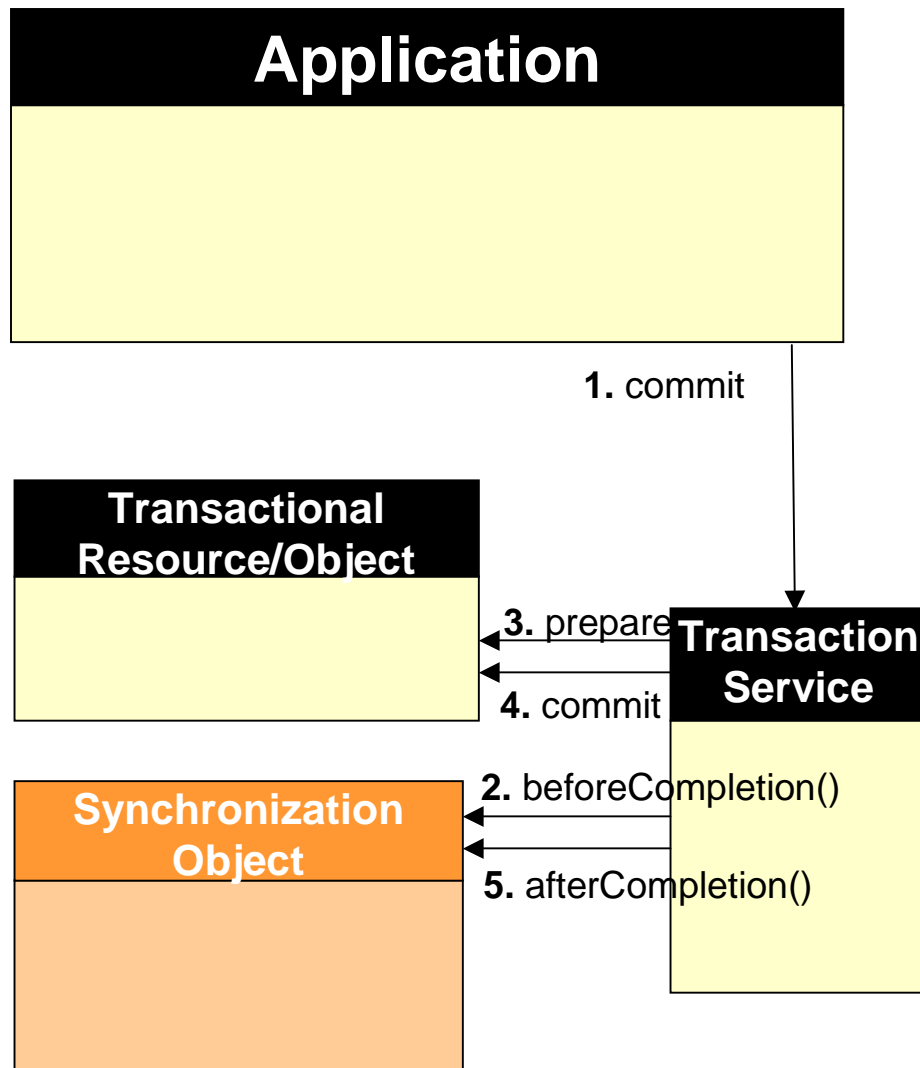 Application
1. commit
Transactional
Resource/Object
3. prepare
Transaction
Service
4. commit
2. beforeCompletion()
Synchronization
Object
5. afterCompletion()